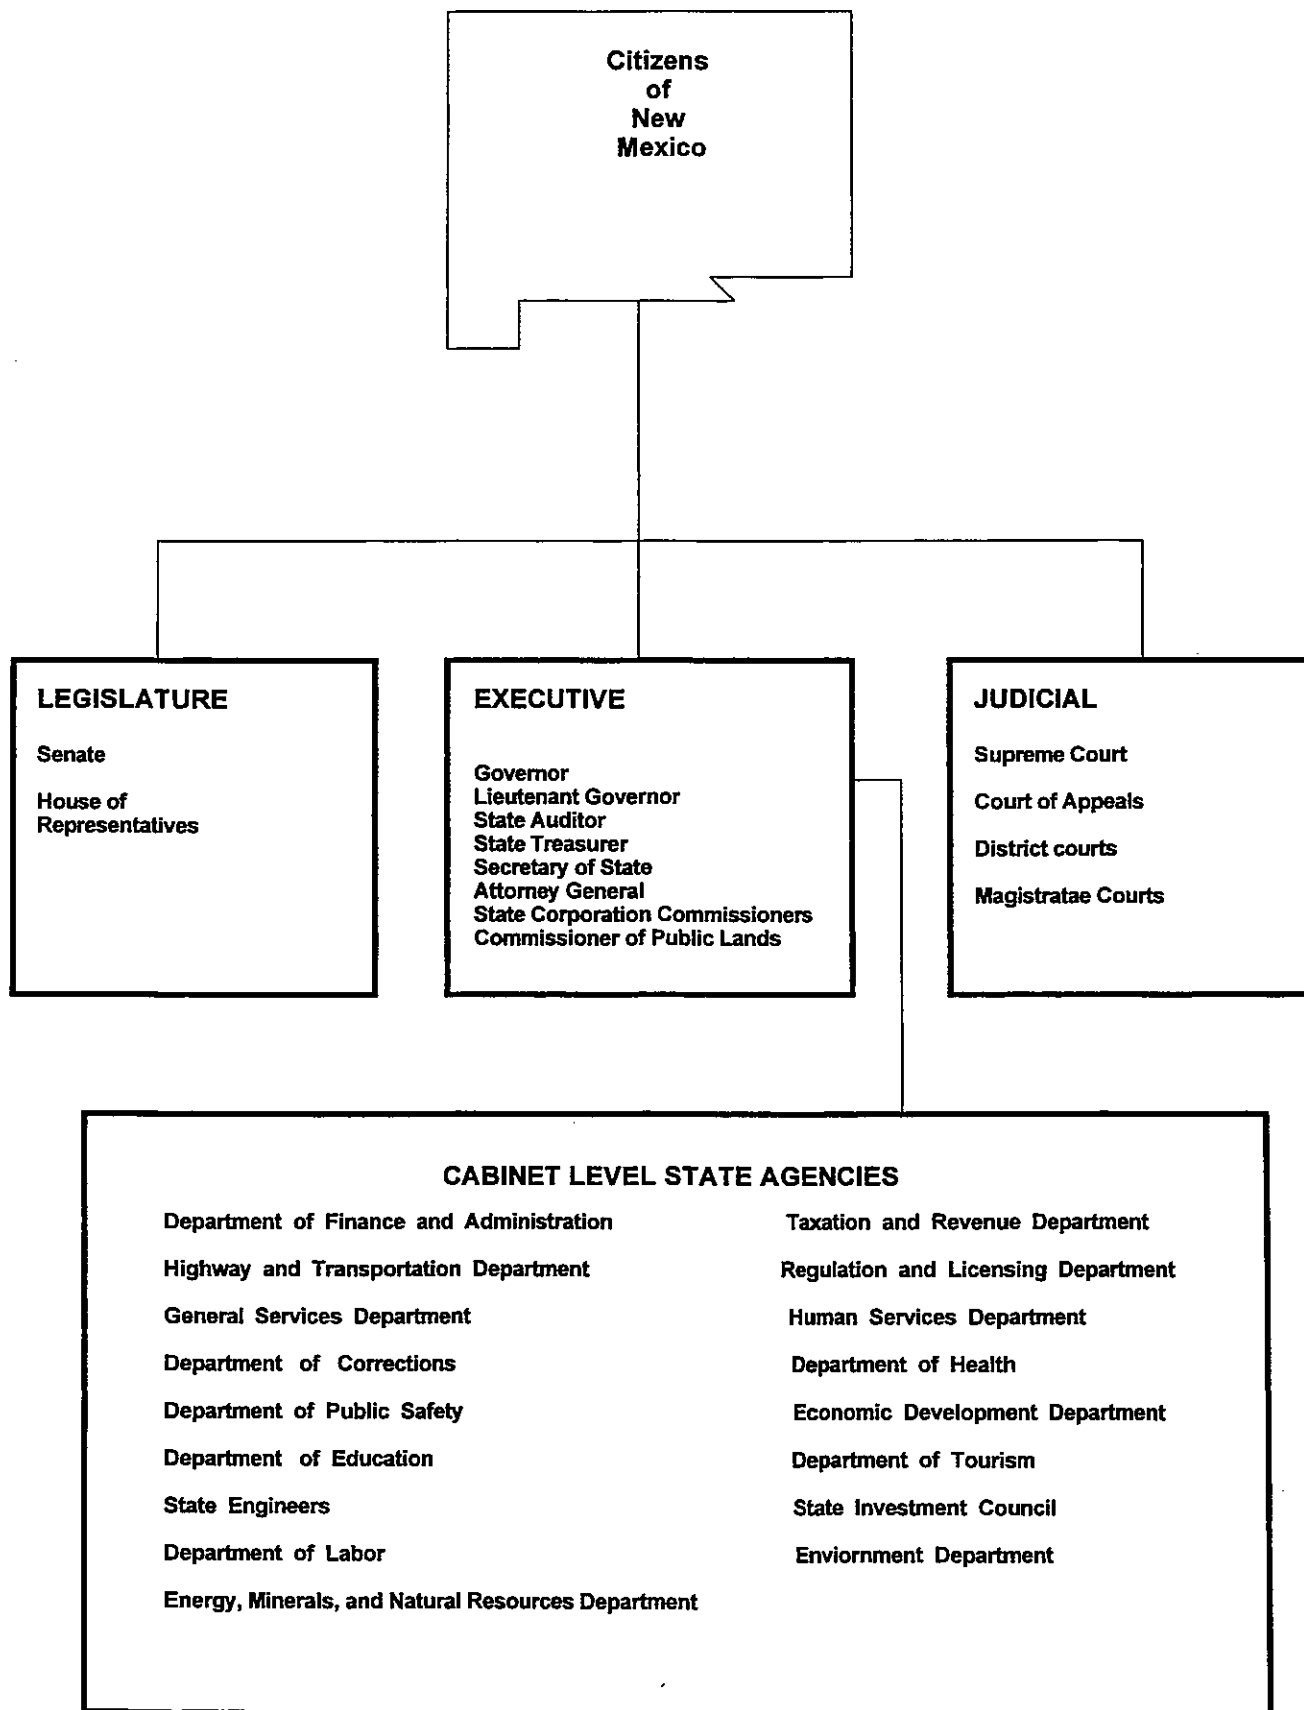 Citizens
of
New
Mexico
LEGISLATURE
Senate
House of
Representatives
EXECUTIVE
Governor
Lieutenant Governor
State Auditor
State Treasurer
Secretary of State
Attorney General
State Corporation Commissioners
Commissioner of Public Lands
JUDICIAL
Supreme Court
Court of Appeals
District courts
Magistratae Courts
CABINET LEVEL STATE AGENCIES
Department of Finance and Administration
Highway and Transportation Department
General Services Department
Department of Corrections
Department of Public Safety
Department of Education
State Engineers
Department of Labor
Energy, Minerals, and Natural Resources Department
Taxation and Revenue Department
Regulation and Licensing Department
Human Services Department
Department of Health
Economic Development Department
Department of Tourism
State Investment Council
Enviornment Department